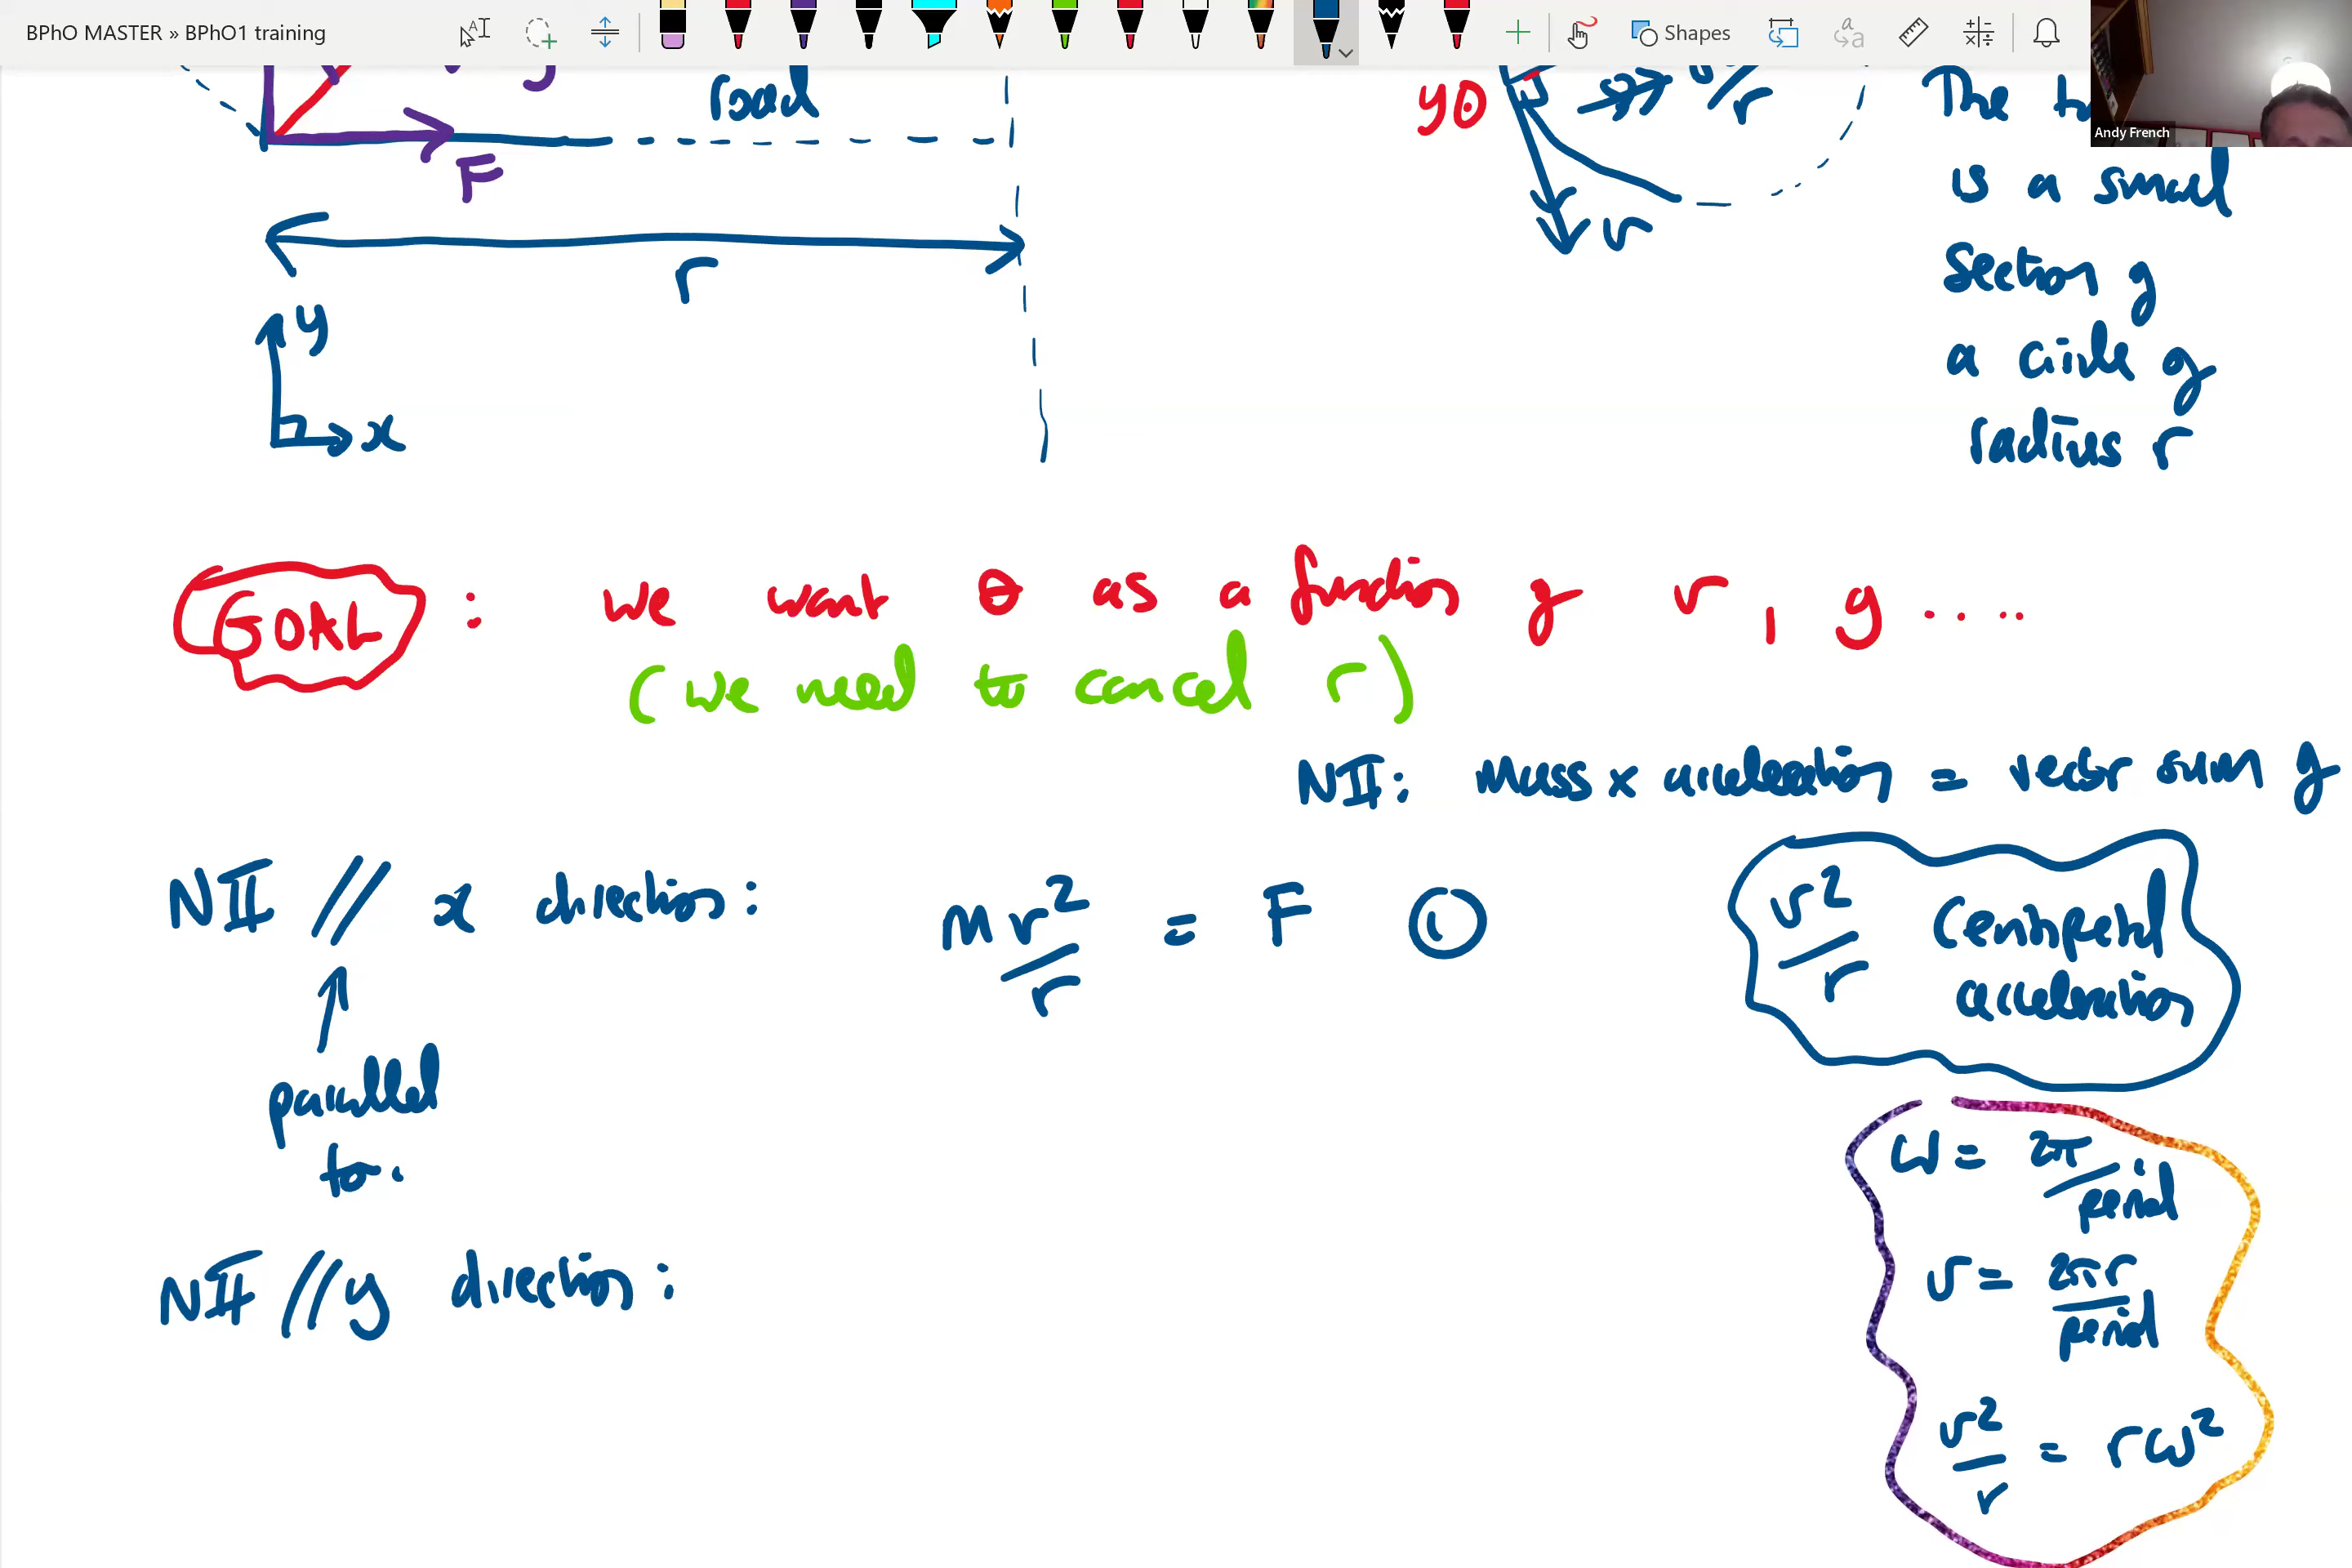 BPhO MASTER » BPhO1 training
Shapes
Andy French
road
F
r
y
x
y
v²/r
v
The
is a small
section of
a circle of
radius r
GOAL : we want θ as a function of v , g . . . .
(we need to cancel r)
NII: mass x acceleration = vector sum of
NII // x direction: m v²/r = F ①
parallel
to.
v²/r centripetal
acceleration
ω = 2π/period
v = 2πr/period
v²/r = rω²
NII // y direction: